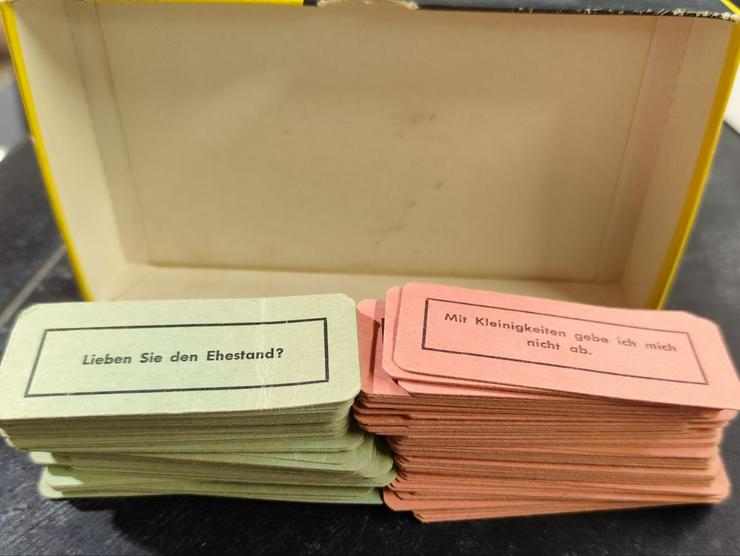 Lieben Sie den Ehestand?
Mit Kleinigkeiten gebe ich mich
nicht ab.